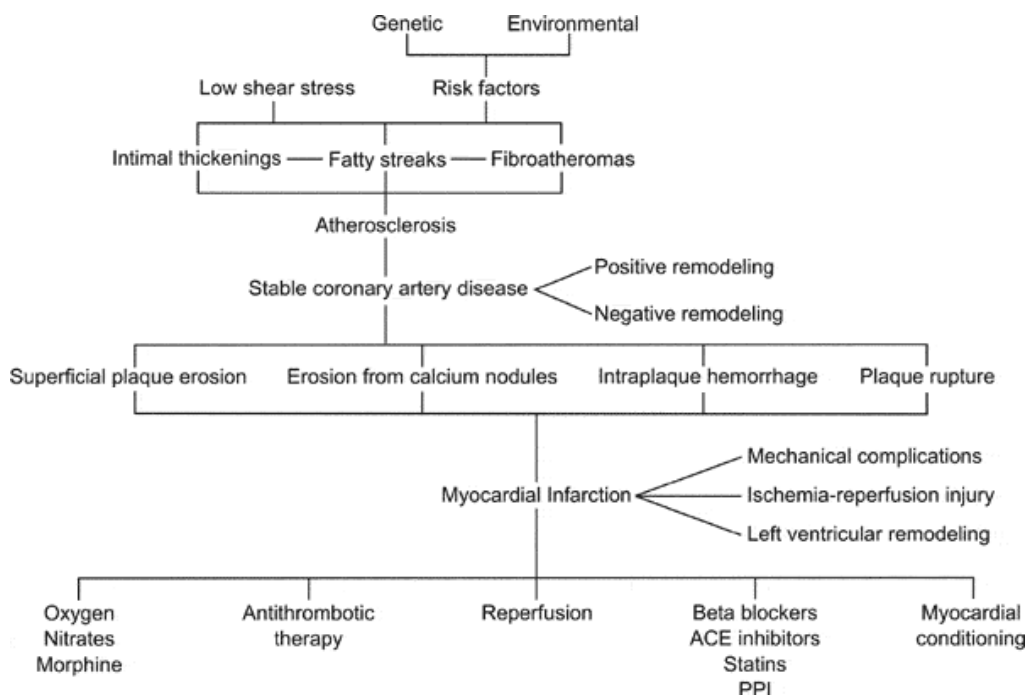 Genetic Environmental
Low shear stress Risk factors
Intimal thickenings Fatty streaks Fibroatheromas
Atherosclerosis
Positive remodeling
Stable coronary artery disease
Negative remodeling
Superficial plaque erosion Erosion from calcium nodules Intraplaque hemorrhage Plaque rupture
Mechanical complications
Myocardial Infarction Ischemia-reperfusion injury
Left ventricular remodeling
Oxygen Antithrombotic Reperfusion Beta blockers Myocardial
Nitrates therapy ACE inhibitors conditioning
Morphine Statins
PPI